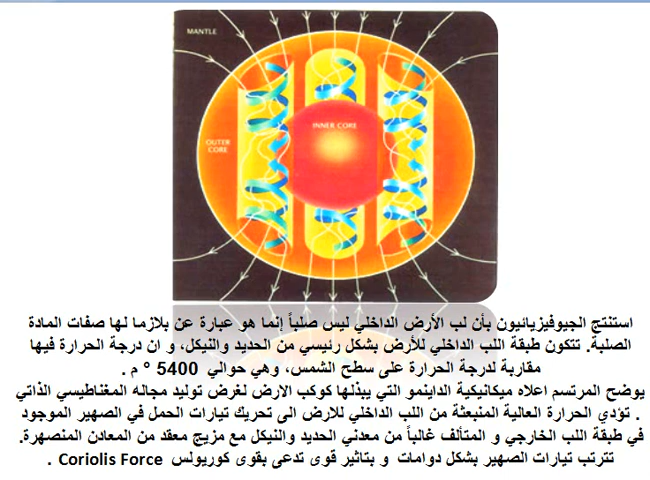 MANTLE
INNER CORE
OUTER
CORE
استنتج الجيوفيزيائيون بأن لب الأرض الداخلي ليس صلباً إنما هو عبارة عن بلازما لها صفات المادة
الصلبة. تتكون طبقة اللب الداخلي للأرض بشكل رئيسي من الحديد والنيكل، و ان درجة الحرارة فيها
مقاربة لدرجة الحرارة على سطح الشمس، وهي حوالي 5400 ° م .
يوضح المرتسم اعلاه ميكانيكية الداينمو التي يبذلها كوكب الارض لغرض توليد مجاله المغناطيسي الذاتي
. تؤدي الحرارة العالية المنبعثة من اللب الداخلي للارض الى تحريك تيارات الحمل في الصهير الموجود
في طبقة اللب الخارجي و المتألف غالباً من معدني الحديد والنيكل مع مزيج معقد من المعادن المنصهرة.
تترتب تيارات الصهير بشكل دوامات و بتاثير قوى تدعى بقوى كوريولس Coriolis Force .